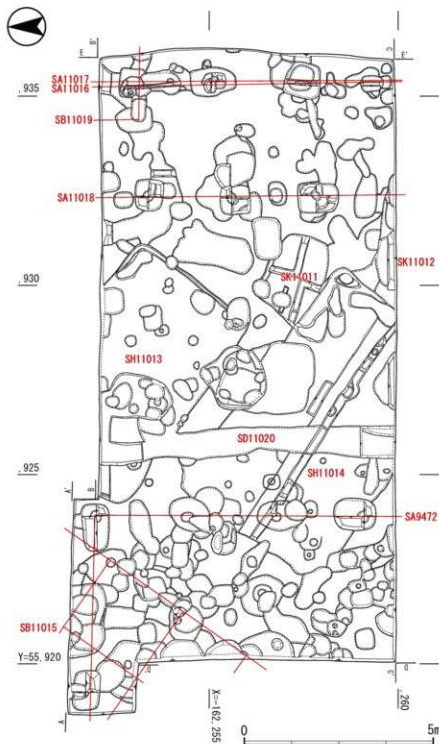 E
E'
B'
C'
SA11017
SA11016
,935
SB11019
SA11018
SK11012
,930
SK11011
SH11013
SD11020
,925
SH11014
A'
B
SA9472
SB11015
Y=55,920
D
D'
C
A
X=-162,255
,260
0
5m